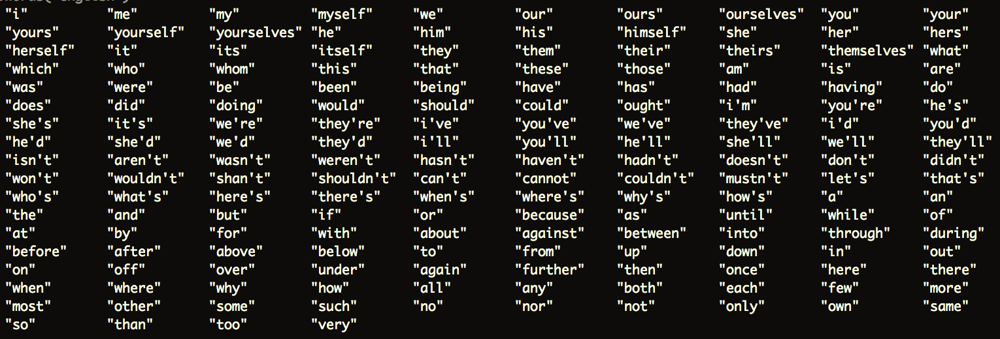 "i" "me" "my" "myself" "we" "our" "ours" "ourselves" "you" "your"
"yours" "yourself" "yourselves" "he" "him" "his" "himself" "she" "her" "hers"
"herself" "it" "its" "itself" "they" "them" "their" "theirs" "themselves" "what"
"which" "who" "whom" "this" "that" "these" "those" "am" "is" "are"
"was" "were" "be" "been" "being" "have" "has" "had" "having" "do"
"does" "did" "doing" "would" "should" "could" "ought" "i'm" "you're" "he's"
"she's" "it's" "we're" "they're" "i've" "you've" "we've" "they've" "i'd" "you'd"
"he'd" "she'd" "we'd" "they'd" "i'll" "you'll" "he'll" "she'll" "we'll" "they'll"
"isn't" "aren't" "wasn't" "weren't" "hasn't" "haven't" "hadn't" "doesn't" "don't" "didn't"
"won't" "wouldn't" "shan't" "shouldn't" "can't" "cannot" "couldn't" "mustn't" "let's" "that's"
"who's" "what's" "here's" "there's" "when's" "where's" "why's" "how's" "a" "an"
"the" "and" "but" "if" "or" "because" "as" "until" "while" "of"
"at" "by" "for" "with" "about" "against" "between" "into" "through" "during"
"before" "after" "above" "below" "to" "from" "up" "down" "in" "out"
"on" "off" "over" "under" "again" "further" "then" "once" "here" "there"
"when" "where" "why" "how" "all" "any" "both" "each" "few" "more"
"most" "other" "some" "such" "no" "nor" "not" "only" "own" "same"
"so" "than" "too" "very"